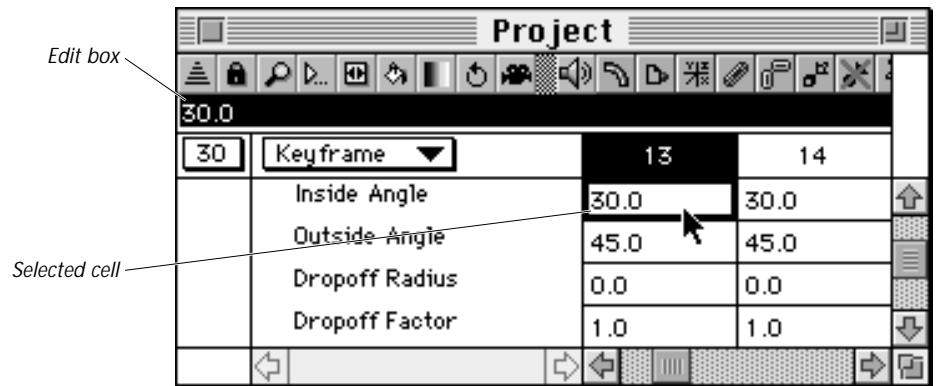 Project
Edit box
30.0
30 Keyframe 13 14
Inside Angle 30.0 30.0
Outside Angle 45.0 45.0
Selected cell
Dropoff Radius 0.0 0.0
Dropoff Factor 1.0 1.0